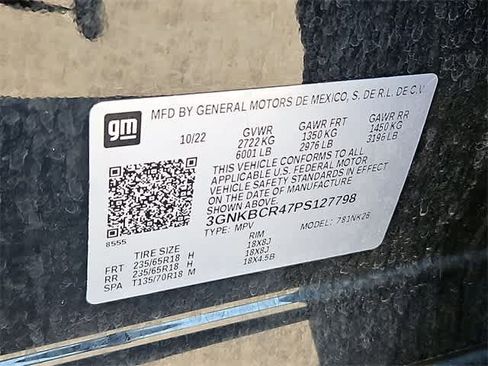 gm
MFD BY GENERAL MOTORS DE MEXICO, S. DE R.L. DE C.V.
10/22 GVWR GAWR FRT GAWR RR
2722 KG 1350 KG 1450 KG
6001 LB 2976 LB 3196 LB
THIS VEHICLE CONFORMS TO ALL
APPLICABLE U.S. FEDERAL MOTOR
VEHICLE SAFETY STANDARDS IN EFFECT
ON THE DATE OF MANUFACTURE
3GNKBCR47PS127798
TYPE: MPV MODEL: 781NK26
8555
TIRE SIZE RIM
FRT 235/65R18 H 18X8J
RR 235/65R18 H 18X8J
SPA T135/70R18 M 18X4.5B